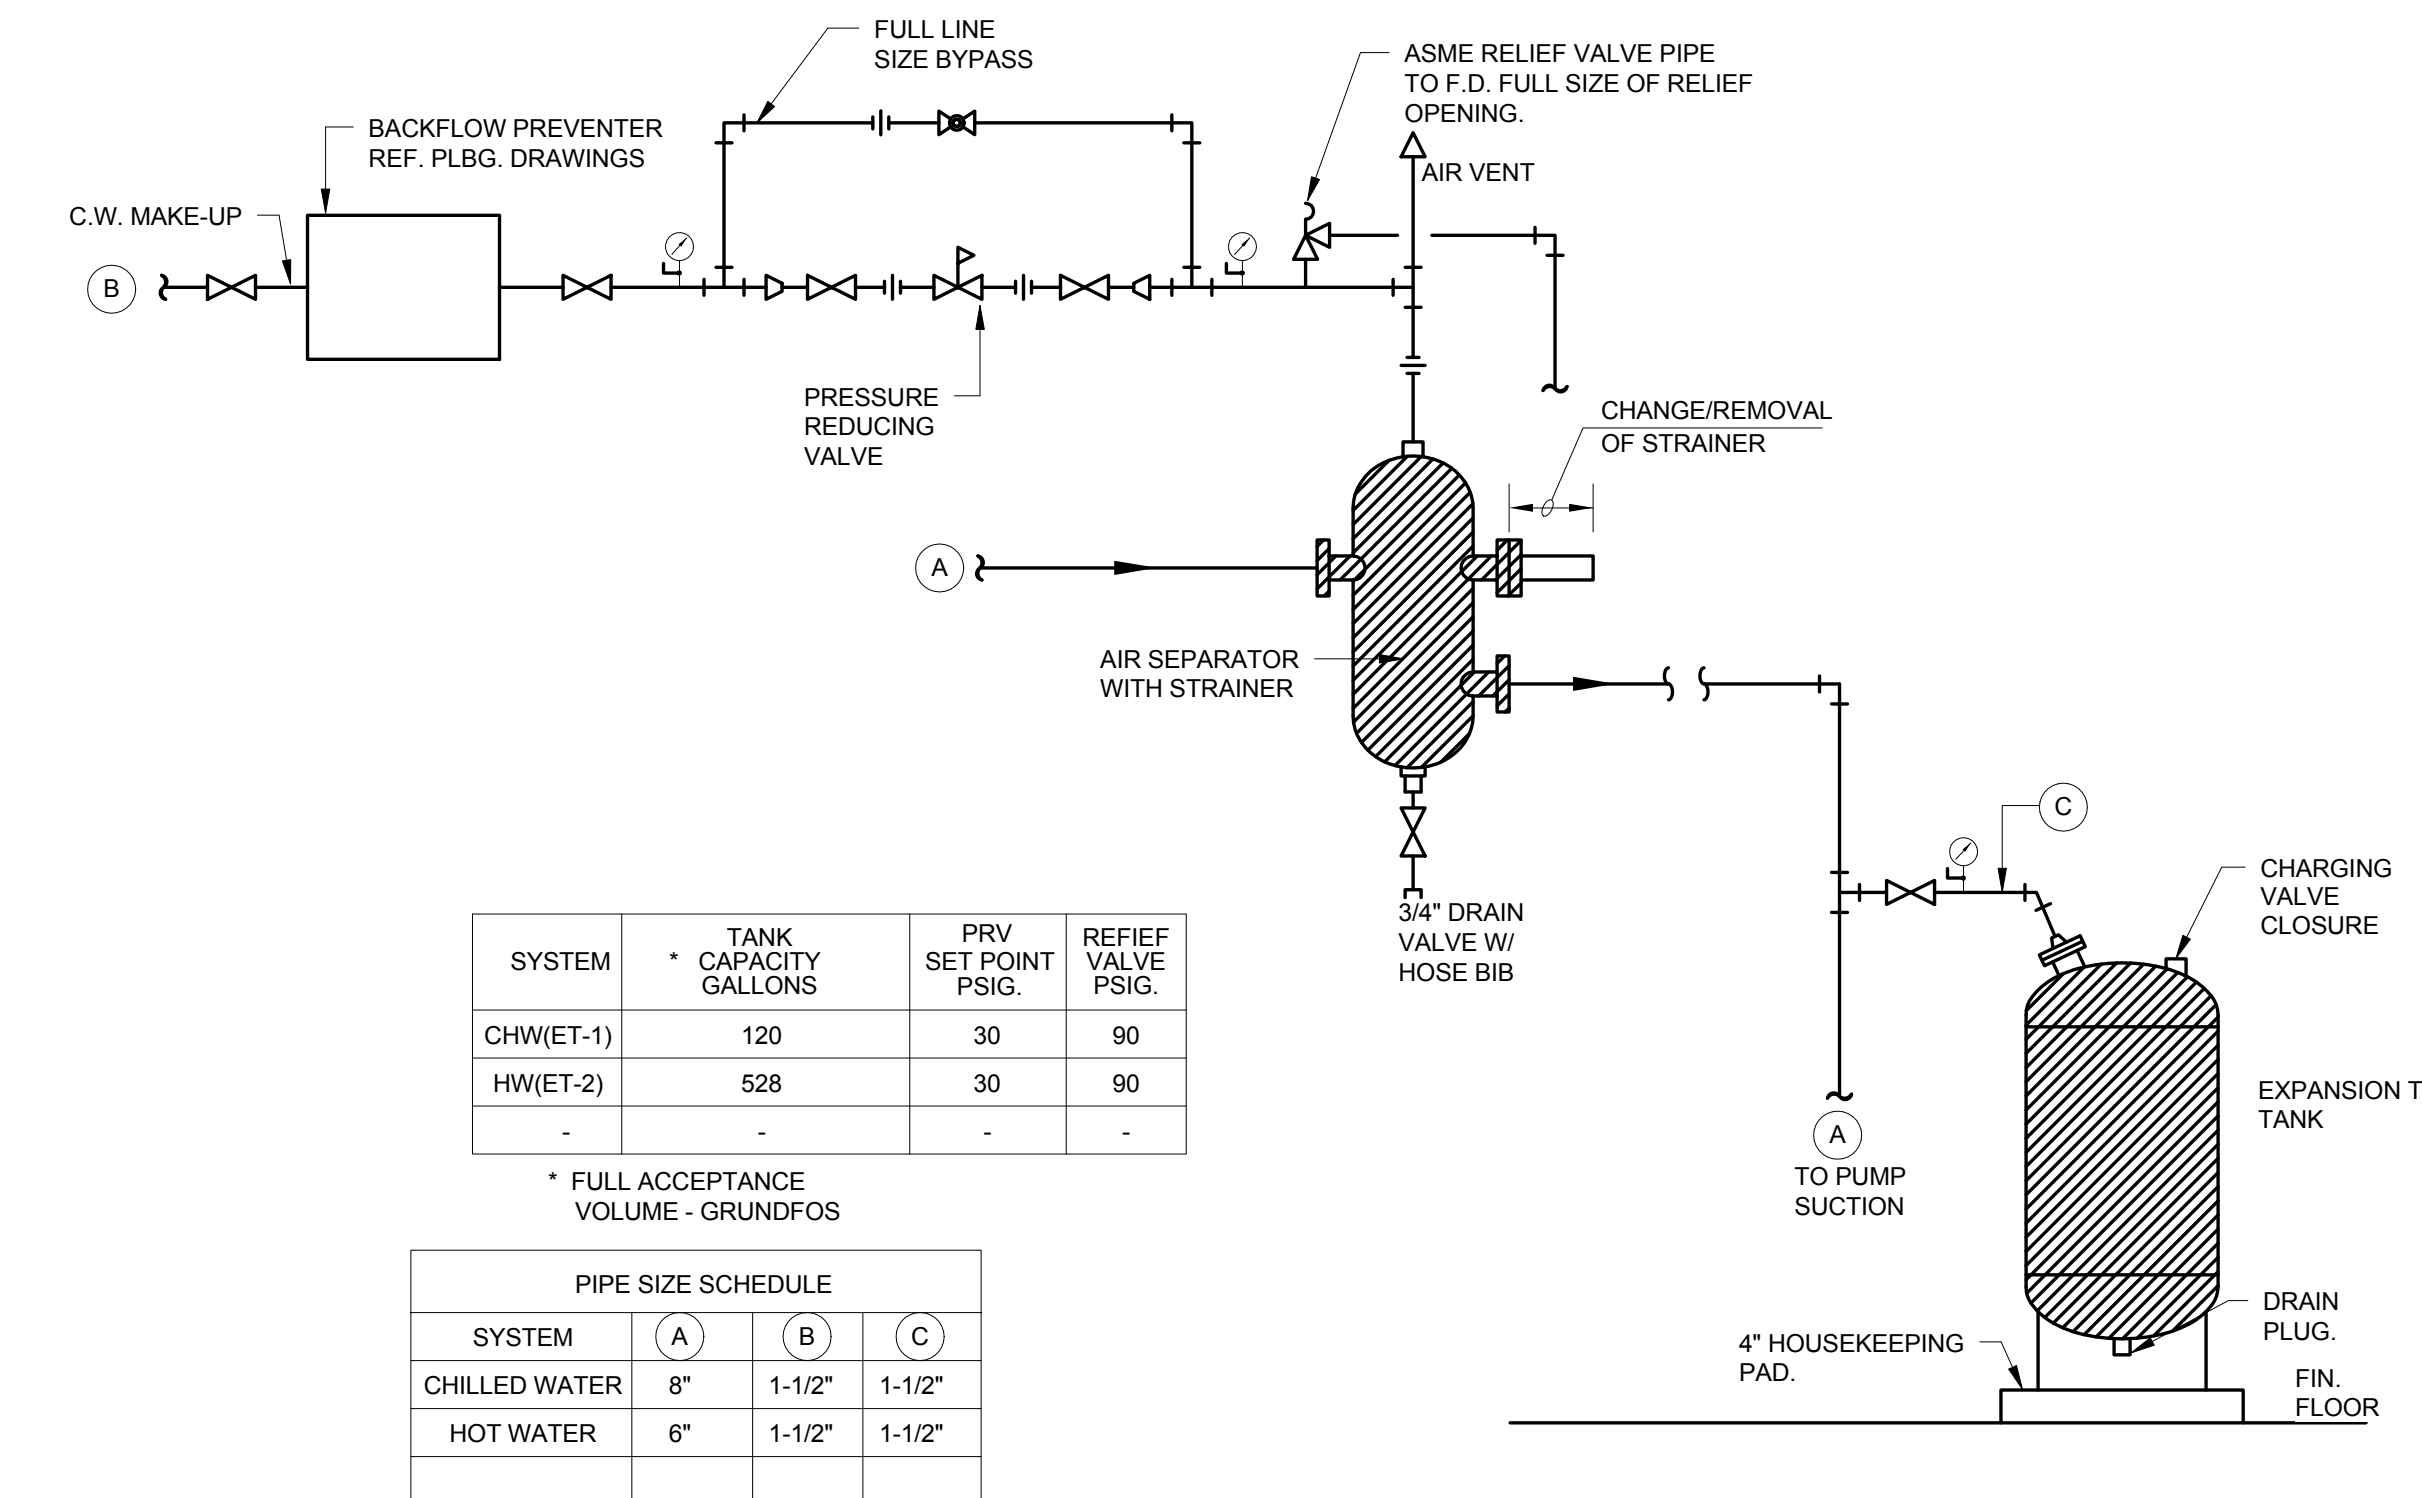 FULL LINE
SIZE BYPASS
ASME RELIEF VALVE PIPE
TO F.D. FULL SIZE OF RELIEF
OPENING.
BACKFLOW PREVENTER
REF. PLBG. DRAWINGS
AIR VENT
C.W. MAKE-UP
B
PRESSURE
REDUCING
VALVE
CHANGE/REMOVAL
OF STRAINER
A
AIR SEPARATOR
WITH STRAINER
C
CHARGING
VALVE
CLOSURE
3/4" DRAIN
VALVE W/
HOSE BIB
EXPANSION T
TANK
A
TO PUMP
SUCTION
DRAIN
PLUG.
4" HOUSEKEEPING
PAD.
FIN.
FLOOR
SYSTEM
TANK
* CAPACITY
GALLONS
PRV
SET POINT
PSIG.
REFIEF
VALVE
PSIG.
CHW(ET-1) 120 30 90
HW(ET-2) 528 30 90
- - - -
* FULL ACCEPTANCE
VOLUME - GRUNDFOS
PIPE SIZE SCHEDULE
SYSTEM A B C
CHILLED WATER 8" 1-1/2" 1-1/2"
HOT WATER 6" 1-1/2" 1-1/2"